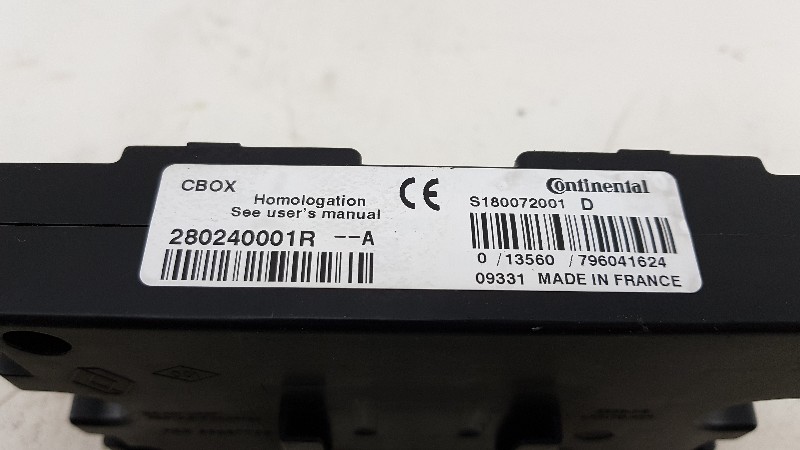 CBOX
Homologation
See user's manual
CE
280240001R --A
Continental
S180072001 D
0 /13560 /796041624
09331 MADE IN FRANCE